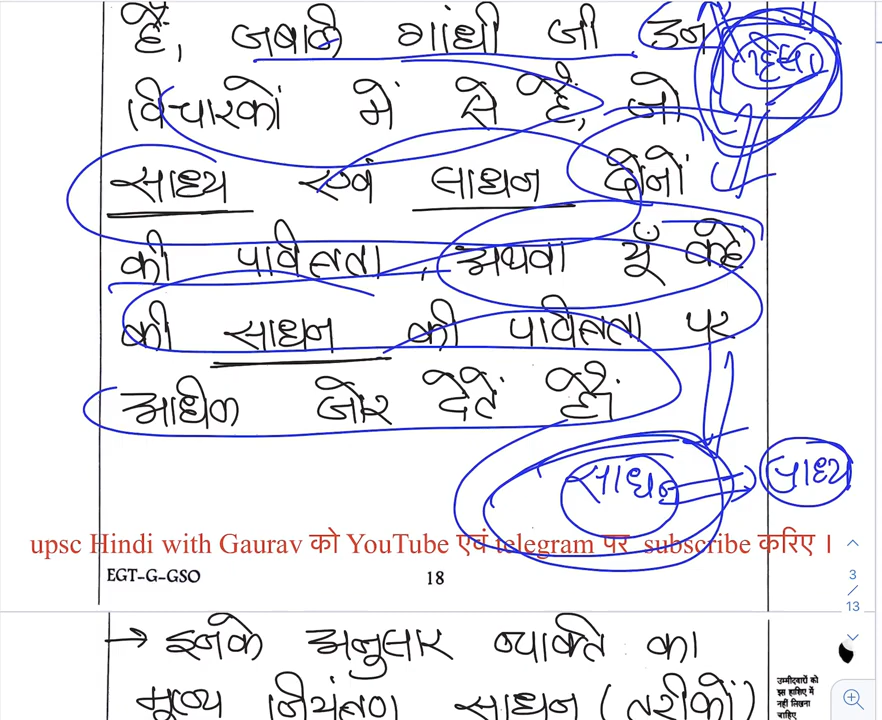 हैं, जबकि गांधी जी उन
विचारकों में से हैं, जो
साध्य एवं साधन दोनों
की पवित्रता, अथवा यूँ कहे
की साधन की पवित्रता पर
अधिक जोर देतें हैं।
साधन
साध्य
upsc Hindi with Gaurav को YouTube एवं telegram पर subscribe करिए ।
EGT-G-GSO
18
3
/
13
→ इनके अनुसार व्यक्ति का
मूल्य नियंत्रण साधन (तरीकों)
उम्मीदवारों को
इस हाशिए में
नहीं लिखना
चाहिए